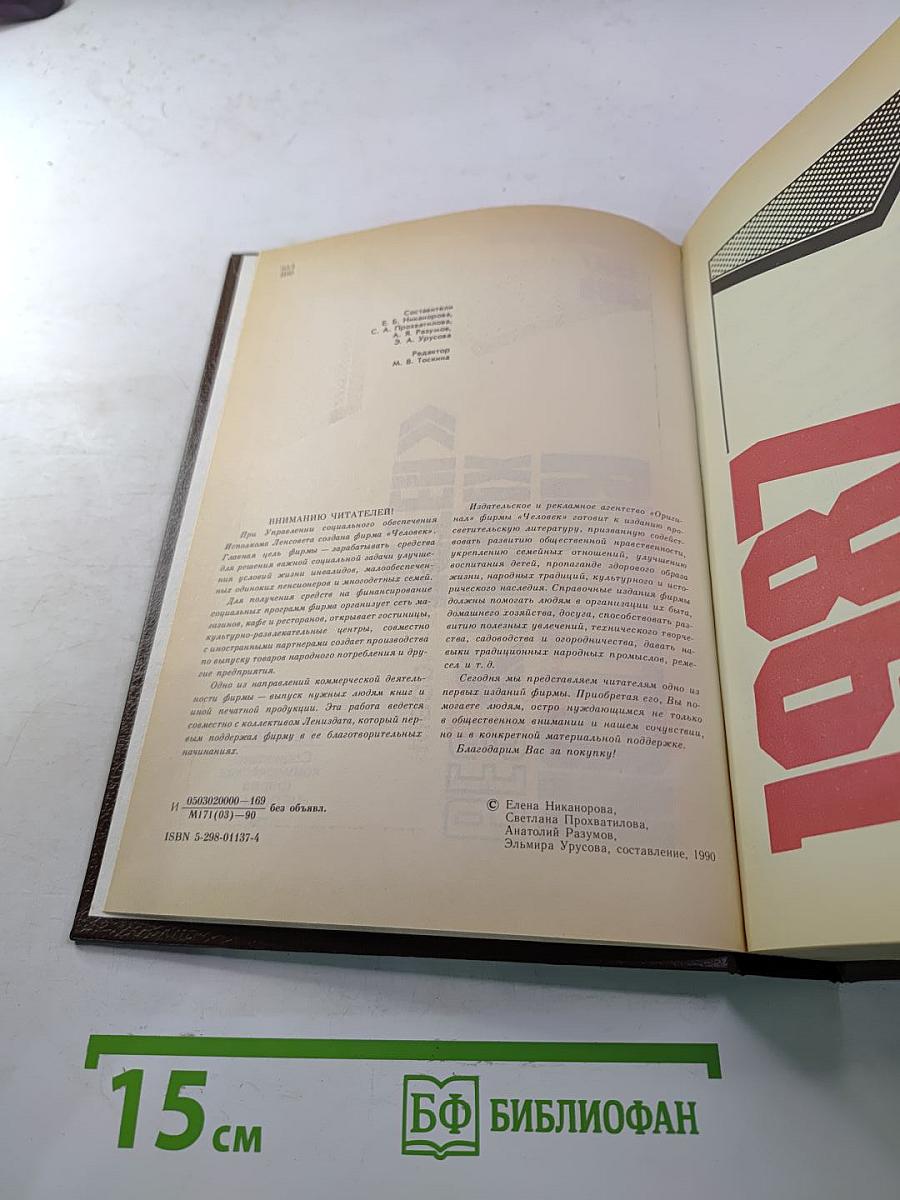 Составители
Е. Б. Никанорова,
С. А. Прохватилова,
А. Я. Разумов,
Э. А. Урусова
Редактор
М. В. Тоскина
ВНИМАНИЮ ЧИТАТЕЛЕЙ!
При Управлении социального обеспечения
Исполкома Ленсовета создана фирма «Человек».
Главная цель фирмы — зарабатывать средства
для решения важной социальной задачи улучше-
ния условий жизни инвалидов, малообеспечен-
ных одиноких пенсионеров и многодетных семей.
Для получения средств на финансирование
социальных программ фирма организует сеть ма-
газинов, кафе и ресторанов, открывает гостиницы,
культурно-развлекательные центры, совместно
с иностранными партнерами создает производства
по выпуску товаров народного потребления и дру-
гие предприятия.
Одно из направлений коммерческой деятель-
ности фирмы — выпуск нужных людям книг и
иной печатной продукции. Эта работа ведется
совместно с коллективом Лениздата, который пер-
вым поддержал фирму в ее благотворительных
начинаниях.
Издательское и рекламное агентство «Ориги-
нал» фирмы «Человек» готовит к изданию про-
светительскую литературу, призванную содейст-
вовать развитию общественной нравственности,
укреплению семейных отношений, улучшению
воспитания детей, пропаганде здорового образа
жизни, народных традиций, культурного и исто-
рического наследия. Справочные издания фирмы
должны помогать людям в организации их быта,
домашнего хозяйства, досуга, способствовать раз-
витию полезных увлечений, технического творче-
ства, садоводства и огородничества, давать на-
выки традиционных народных промыслов, реме-
сел и т. д.
Сегодня мы представляем читателям одно из
первых изданий фирмы. Приобретая его, Вы по-
могаете людям, остро нуждающимся не только
в общественном внимании и нашем сочувствии,
но и в конкретной материальной поддержке.
Благодарим Вас за покупку!
И 0503020000—169
М171(03)—90 без объявл.
ISBN 5-298-01137-4
© Елена Никанорова,
Светлана Прохватилова,
Анатолий Разумов,
Эльмира Урусова, составление, 1990
1987
15 см
БФ БИБЛИОФАН